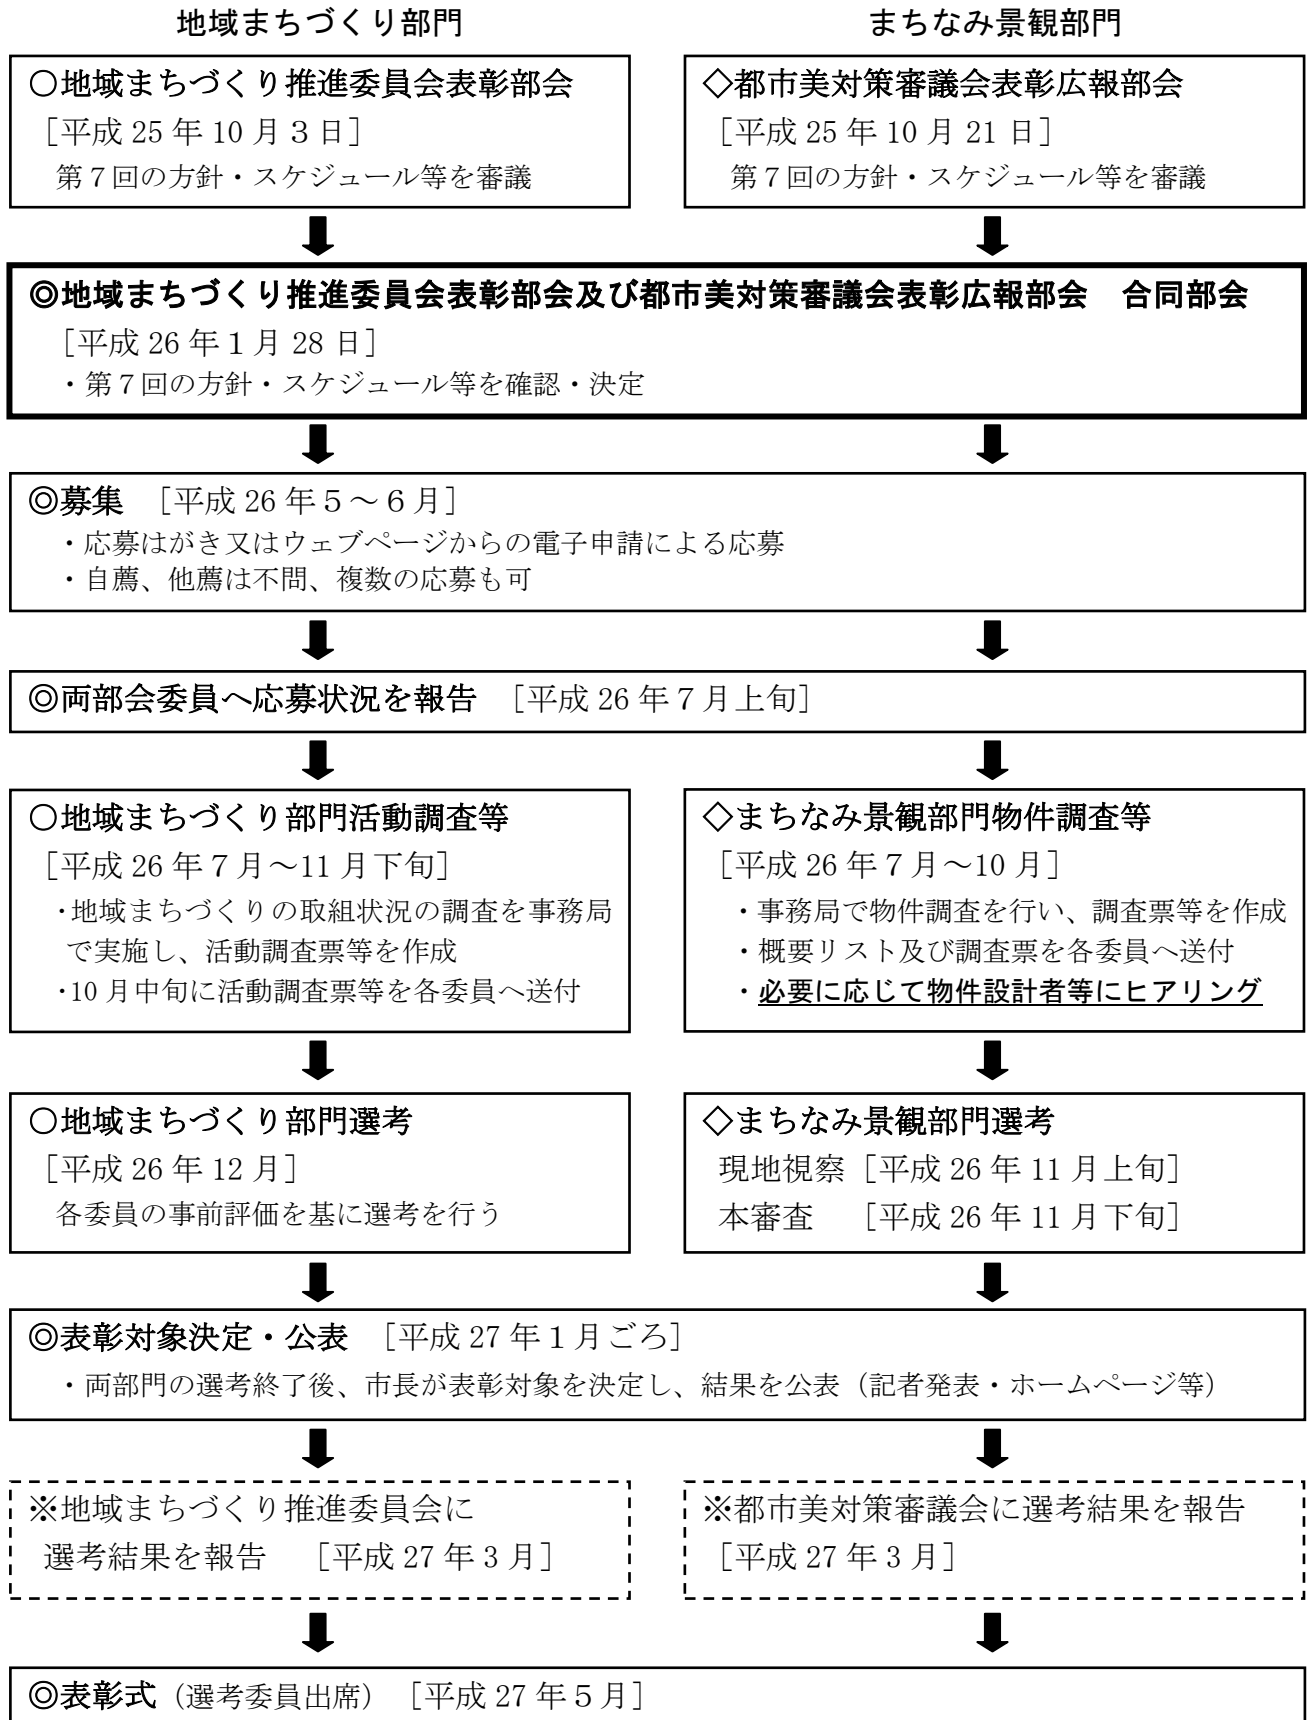 地域まちづくり部門
まちなみ景観部門
○地域まちづくり推進委員会表彰部会
［平成 25 年 10 月３日］
第７回の方針・スケジュール等を審議
◇都市美対策審議会表彰広報部会
［平成 25 年 10 月 21 日］
第７回の方針・スケジュール等を審議
◎地域まちづくり推進委員会表彰部会及び都市美対策審議会表彰広報部会　合同部会
［平成 26 年１月 28 日］
・第７回の方針・スケジュール等を確認・決定
◎募集　［平成 26 年５～６月］
・応募はがき又はウェブページからの電子申請による応募
・自薦、他薦は不問、複数の応募も可
◎両部会委員へ応募状況を報告　［平成 26 年７月上旬］
○地域まちづくり部門活動調査等
［平成 26 年７月～11 月下旬］
・地域まちづくりの取組状況の調査を事務局
で実施し、活動調査票等を作成
・10 月中旬に活動調査票等を各委員へ送付
◇まちなみ景観部門物件調査等
［平成 26 年７月～10 月］
・事務局で物件調査を行い、調査票等を作成
・概要リスト及び調査票を各委員へ送付
・必要に応じて物件設計者等にヒアリング
○地域まちづくり部門選考
［平成 26 年 12 月］
各委員の事前評価を基に選考を行う
◇まちなみ景観部門選考
現地視察［平成 26 年 11 月上旬］
本審査　［平成 26 年 11 月下旬］
◎表彰対象決定・公表　［平成 27 年１月ごろ］
・両部門の選考終了後、市長が表彰対象を決定し、結果を公表（記者発表・ホームページ等）
※地域まちづくり推進委員会に
選考結果を報告　［平成 27 年３月］
※都市美対策審議会に選考結果を報告
［平成 27 年３月］
◎表彰式（選考委員出席）［平成 27 年５月］